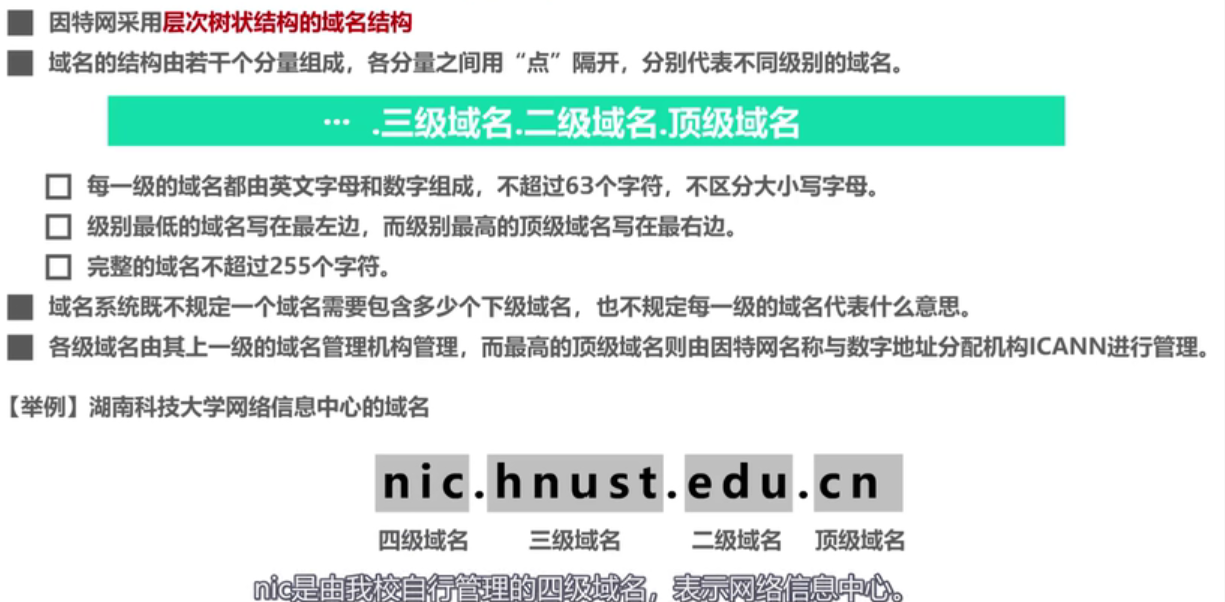 因特网采用层次树状结构的域名结构
域名的结构由若干个分量组成，各分量之间用“点”隔开，分别代表不同级别的域名。
… .三级域名.二级域名.顶级域名
每一级的域名都由英文字母和数字组成，不超过63个字符，不区分大小写字母。
级别最低的域名写在最左边，而级别最高的顶级域名写在最右边。
完整的域名不超过255个字符。
域名系统既不规定一个域名需要包含多少个下级域名，也不规定每一级的域名代表什么意思。
各级域名由其上一级的域名管理机构管理，而最高的顶级域名则由因特网名称与数字地址分配机构ICANN进行管理。
【举例】湖南科技大学网络信息中心的域名
nic.hnust.edu.cn
四级域名 三级域名 二级域名 顶级域名
nic是由我校自行管理的四级域名，表示网络信息中心。